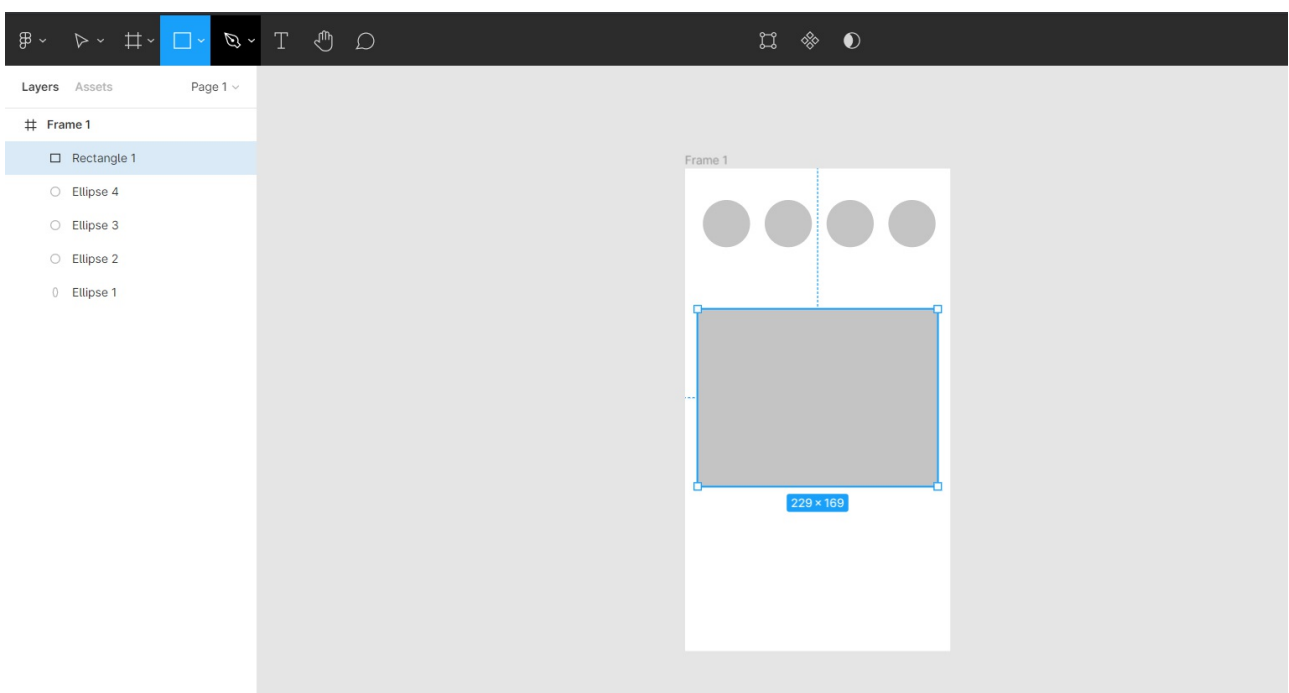 T
Layers Assets Page 1
Frame 1
Rectangle 1
Ellipse 4
Ellipse 3
Ellipse 2
Ellipse 1
Frame 1
229 × 169